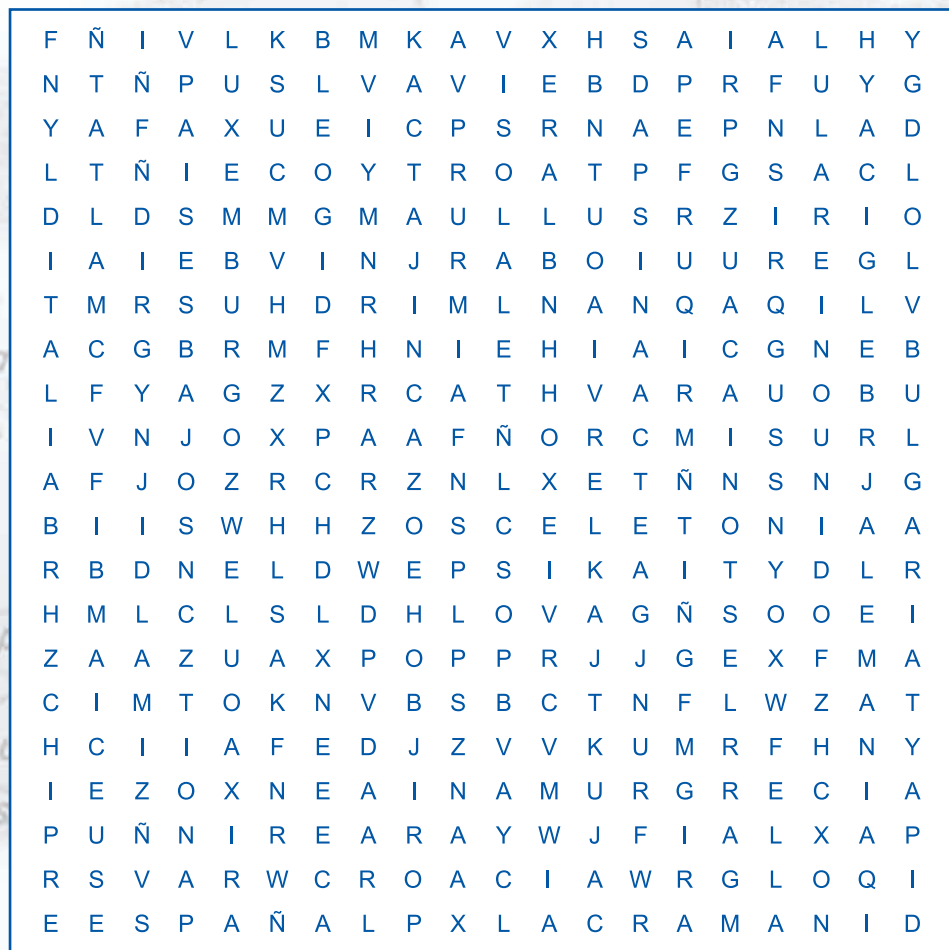 F Ñ I V L K B M K A V X H S A I A L H Y
N T Ñ P U S L V A V I E B D P R F U Y G
Y A F A X U E I C P S R N A E P N L A D
L T Ñ I E C O Y T R O A T P F G S A C L
D L D S M M G M A U L L U S R Z I R I O
I A I E B V I N J R A B O I U U R E G L
T M R S U H D R I M L N A N Q A Q I L V
A C G B R M F H N I E H I A I C G N E B
L F Y A G Z X R C A T H V A R A U O B U
I V N J O X P A A F Ñ O R C M I S U R L
A F J O Z R C R Z N L X E T Ñ N S N J G
B I I S W H H Z O S C E L E T O N I A A
R B D N E L D W E P S I K A I T Y D L R
H M L C L S L D H L O V A G Ñ S O O E I
Z A A Z U A X P O P P R J J G E X F M A
C I M T O K N V B S B C T N F L W Z A T
H C I I A F E D J Z V V K U M R F H N Y
I E Z O X N E A I N A M U R G R E C I A
P U Ñ N I R E A R A Y W J F I A L X A P
R S V A R W C R O A C I A W R G L O Q I
E E S P A Ñ A L P X L A C R A M A N I D